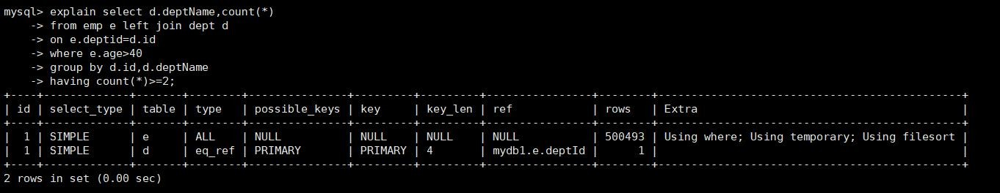 mysql> explain select d.deptName,count(*)
    -> from emp e left join dept d
    -> on e.deptid=d.id
    -> where e.age>40
    -> group by d.id,d.deptName
    -> having count(*)>=2;
+----+-------------+-------+--------+---------------+---------+---------+----------------+--------+----------------------------------------------+
| id | select_type | table | type   | possible_keys | key     | key_len | ref            | rows   | Extra                                        |
+----+-------------+-------+--------+---------------+---------+---------+----------------+--------+----------------------------------------------+
|  1 | SIMPLE      | e     | ALL    | NULL          | NULL    | NULL    | NULL           | 500493 | Using where; Using temporary; Using filesort |
|  1 | SIMPLE      | d     | eq_ref | PRIMARY       | PRIMARY | 4       | mydb1.e.deptId |      1 |                                              |
+----+-------------+-------+--------+---------------+---------+---------+----------------+--------+----------------------------------------------+
2 rows in set (0.00 sec)